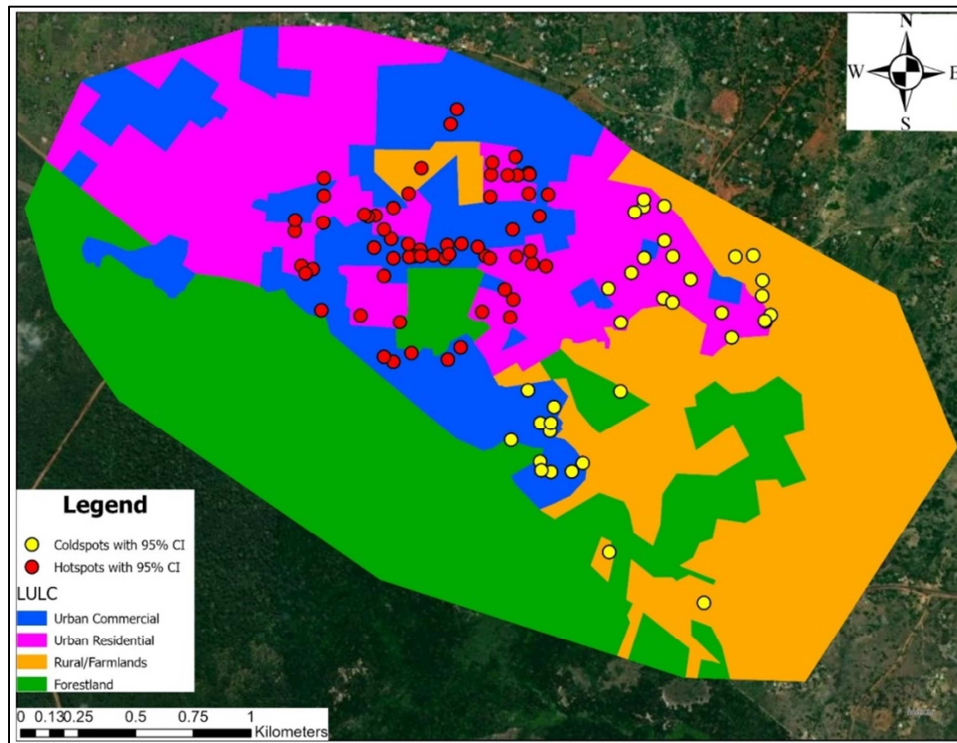 N
W E
S
Legend
Coldspots with 95% CI
Hotspots with 95% CI
LULC
Urban Commercial
Urban Residential
Rural/Farmlands
Forestland
0 0.130.25 0.5 0.75 1
Kilometers